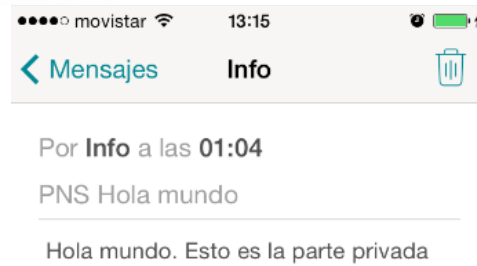 movistar 13:15
Mensajes Info
Por Info a las 01:04
PNS Hola mundo
Hola mundo. Esto es la parte privada